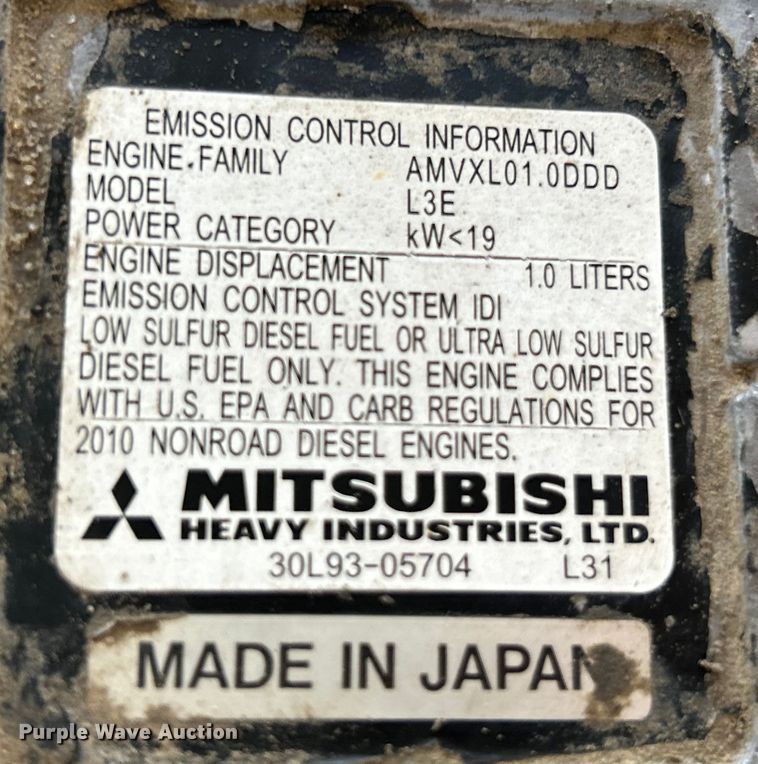 EMISSION CONTROL INFORMATION
ENGINE FAMILY AMVXL01.0DDD
MODEL L3E
POWER CATEGORY kW<19
ENGINE DISPLACEMENT 1.0 LITERS
EMISSION CONTROL SYSTEM IDI
LOW SULFUR DIESEL FUEL OR ULTRA LOW SULFUR
DIESEL FUEL ONLY. THIS ENGINE COMPLIES
WITH U.S. EPA AND CARB REGULATIONS FOR
2010 NONROAD DIESEL ENGINES.
MITSUBISHI
HEAVY INDUSTRIES, LTD.
30L93-05704 L31
MADE IN JAPAN
Purple Wave Auction